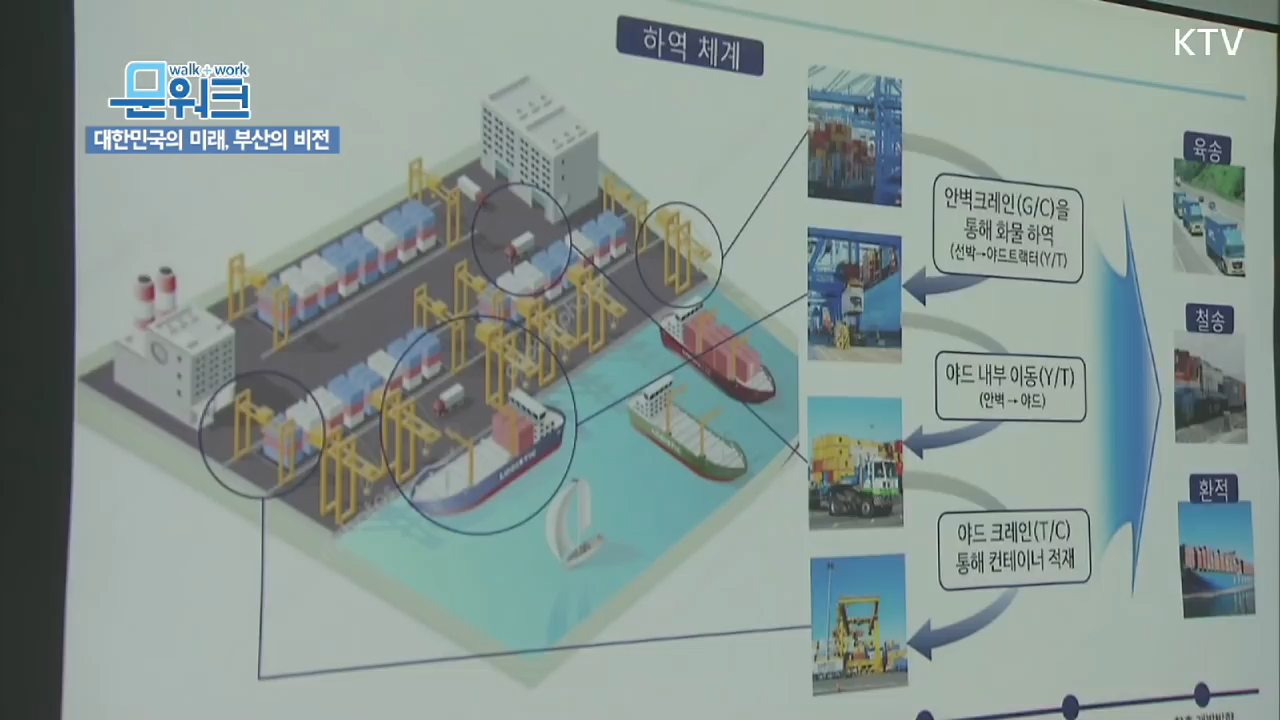 KTV
walk+work
문워크
대한민국의 미래, 부산의 비전
하역 체계
안벽크레인(G/C)을
통해 화물 하역
(선박→야드트랙터(Y/T)
야드 내부 이동(Y/T)
(안벽→야드)
야드 크레인(T/C)
통해 컨테이너 적재
육송
철송
환적
LOGISTIC